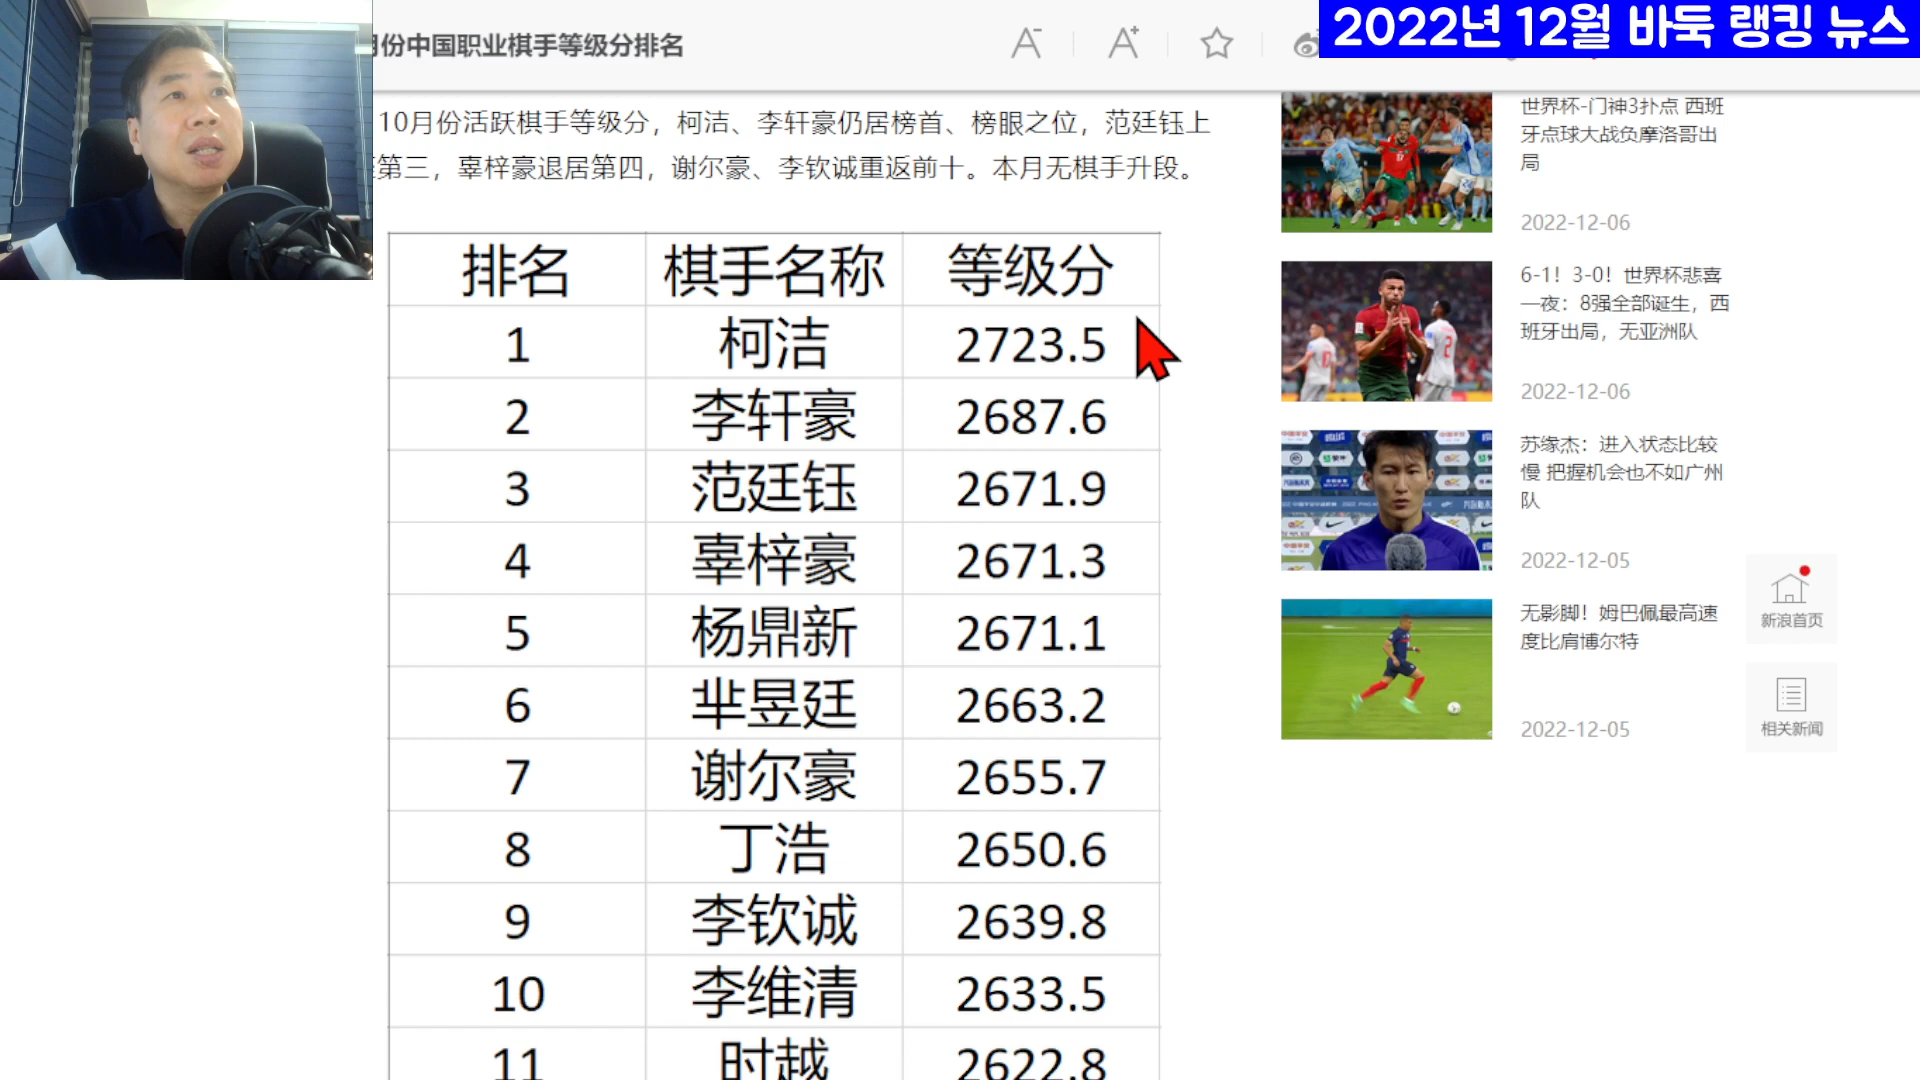 2022년 12월 바둑 랭킹 뉴스
月份中国职业棋手等级分排名
A-
A+
10月份活跃棋手等级分，柯洁、李轩豪仍居榜首、榜眼之位，范廷钰上
第三，辜梓豪退居第四，谢尔豪、李钦诚重返前十。本月无棋手升段。
排名 棋手名称 等级分
1 柯洁 2723.5
2 李轩豪 2687.6
3 范廷钰 2671.9
4 辜梓豪 2671.3
5 杨鼎新 2671.1
6 芈昱廷 2663.2
7 谢尔豪 2655.7
8 丁浩 2650.6
9 李钦诚 2639.8
10 李维清 2633.5
11 时越 2622.8
世界杯-门神3扑点 西班
牙点球大战负摩洛哥出
局
2022-12-06
6-1！3-0！世界杯悲喜
一夜：8强全部诞生，西
班牙出局，无亚洲队
2022-12-06
苏缘杰：进入状态比较
慢 把握机会也不如广州
队
2022-12-05
无影脚！姆巴佩最高速
度比肩博尔特
2022-12-05
新浪首页
相关新闻